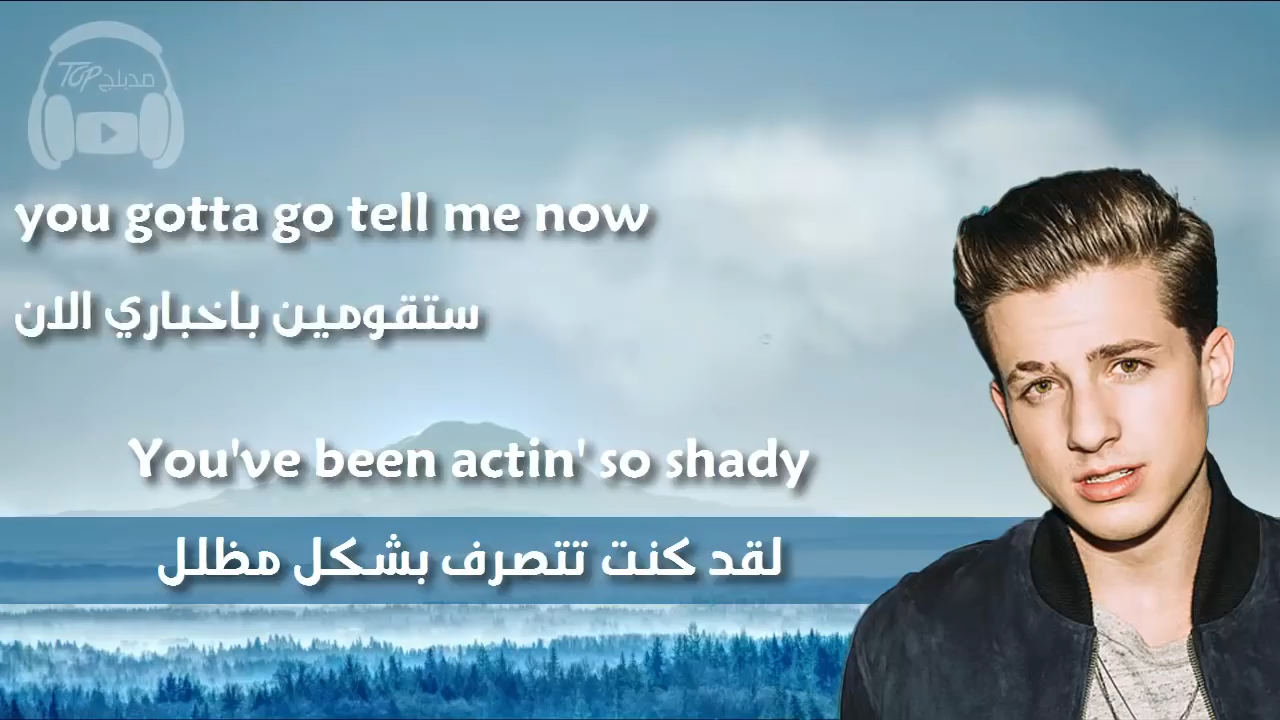 TOP مدبلج
you gotta go tell me now
ستقومين باخباري الان
You've been actin' so shady
لقد كنت تتصرف بشكل مظلل